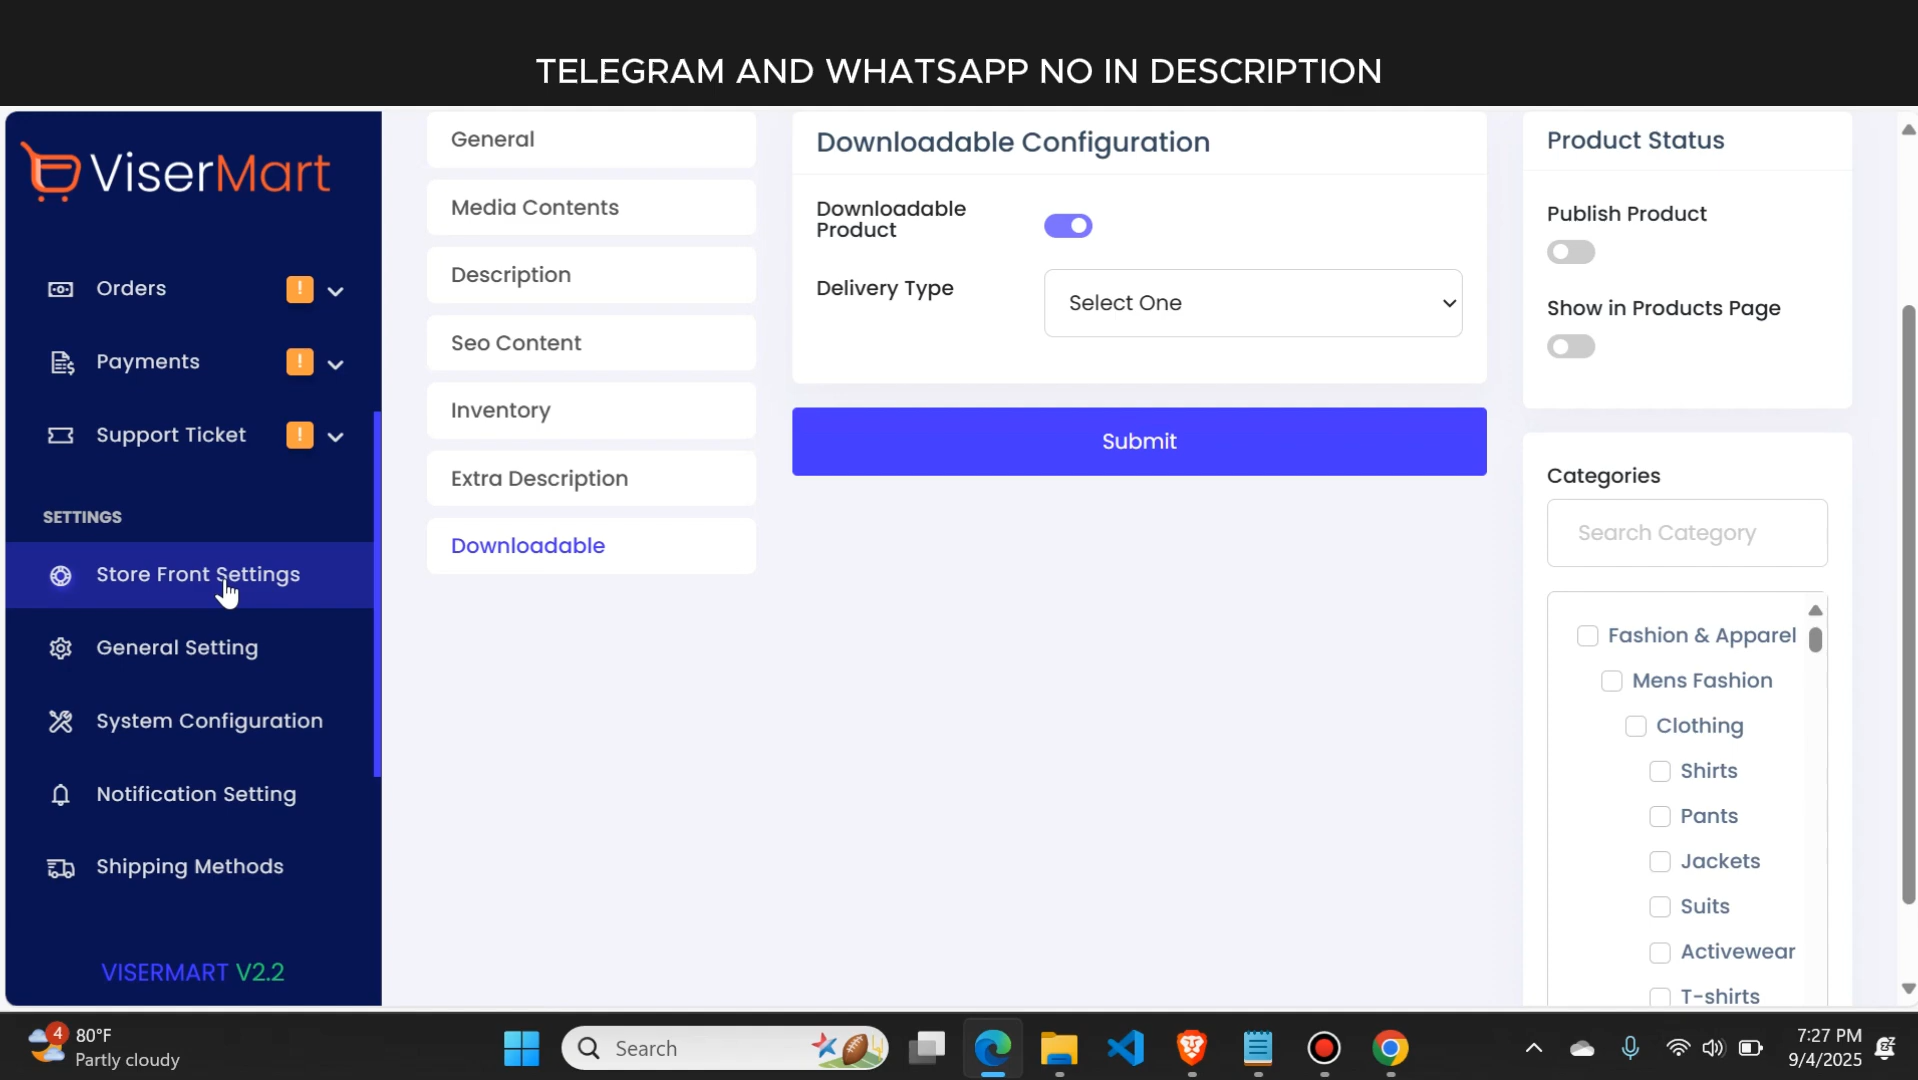 TELEGRAM AND WHATSAPP NO IN DESCRIPTION
ViserMart
Orders
!
Payments
!
Support Ticket
!
SETTINGS
Store Front Settings
General Setting
System Configuration
Notification Setting
Shipping Methods
VISERMART V2.2
General
Media Contents
Description
Seo Content
Inventory
Extra Description
Downloadable
Downloadable Configuration
Downloadable
Product
Delivery Type
Select One
Submit
Product Status
Publish Product
Show in Products Page
Categories
Search Category
Fashion & Apparel
Mens Fashion
Clothing
Shirts
Pants
Jackets
Suits
Activewear
T-shirts
4
80°F
Partly cloudy
Search
7:27 PM
9/4/2025